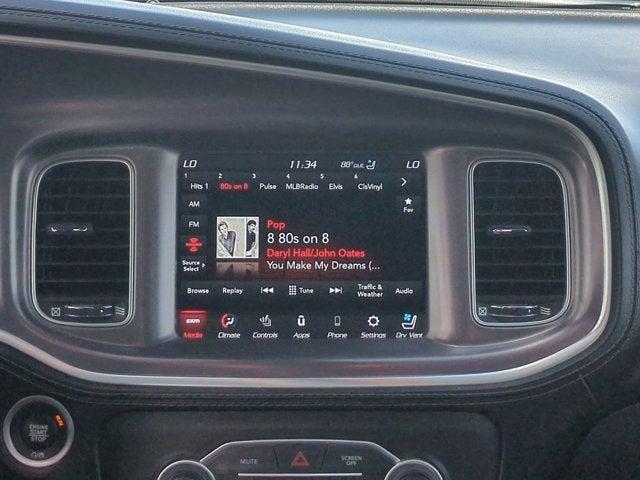 LO 11:34 88° OUT LO
1 2 3 4 5 6
Hits 1 80s on 8 Pulse MLBRadio Elvis ClsVinyl
AM
Fav
FM
Pop
8 80s on 8
Daryl Hall/John Oates
You Make My Dreams (...
Source
Select
Browse Replay Tune Traffic & Weather Audio
sxm
Media Climate Controls Apps Phone Settings Drv Vent
ENGINE
START
STOP
RUN
MUTE SCREEN OFF